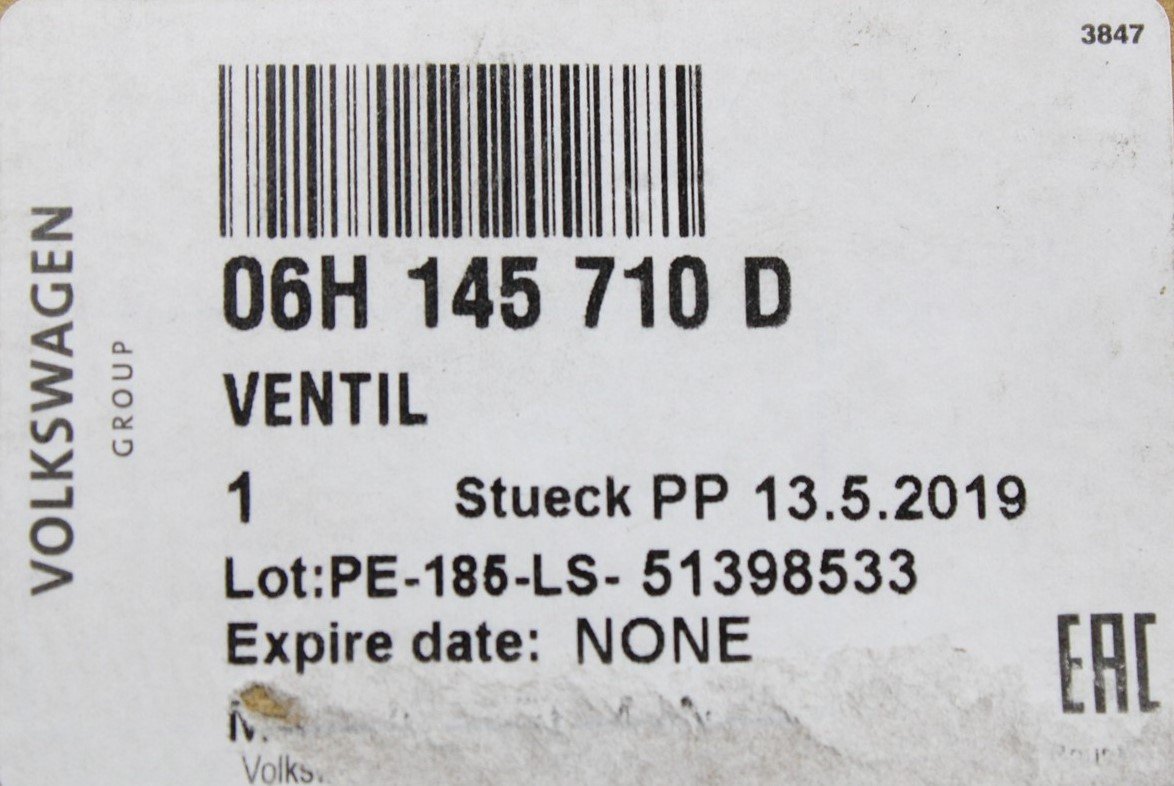 3847
VOLKSWAGEN
GROUP
06H 145 710 D
VENTIL
1 Stueck PP 13.5.2019
Lot:PE-185-LS- 51398533
Expire date: NONE
EAC